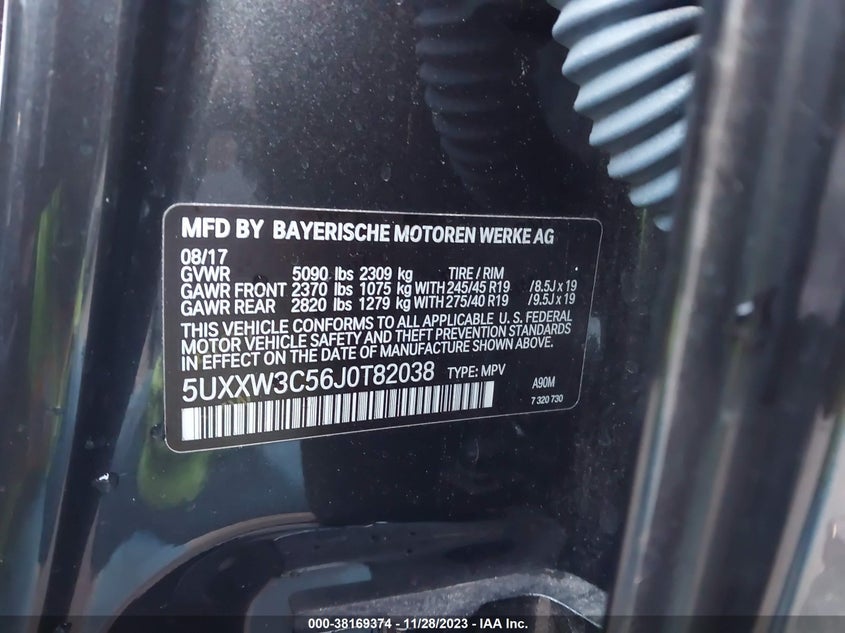 MFD BY BAYERISCHE MOTOREN WERKE AG
08/17
GVWR 5090 lbs 2309 kg TIRE / RIM
GAWR FRONT 2370 lbs 1075 kg WITH 245/45 R19 /8.5J x 19
GAWR REAR 2820 lbs 1279 kg WITH 275/40 R19 /9.5J x 19
THIS VEHICLE CONFORMS TO ALL APPLICABLE U. S. FEDERAL
MOTOR VEHICLE SAFETY AND THEFT PREVENTION STANDARDS
IN EFFECT ON THE DATE OF MANUFACTURE SHOWN ABOVE.
5UXXW3C56J0T82038 TYPE: MPV A90M
7 320 730
000-38169374 - 11/28/2023 - IAA Inc.